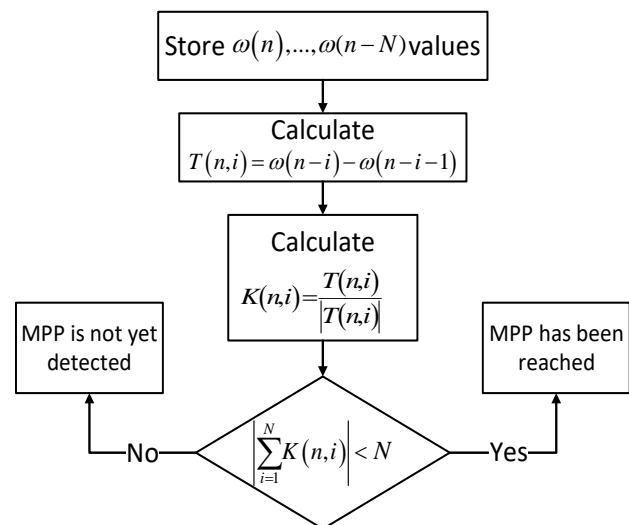 Store ω(n),...,ω(n−N) values
Calculate
T(n,i)=ω(n−i)−ω(n−i−1)
Calculate
K(n,i)=T(n,i)/|T(n,i)|
MPP is not yet
detected
MPP has been
reached
|∑_{i=1}^{N} K(n,i)| < N
No
Yes